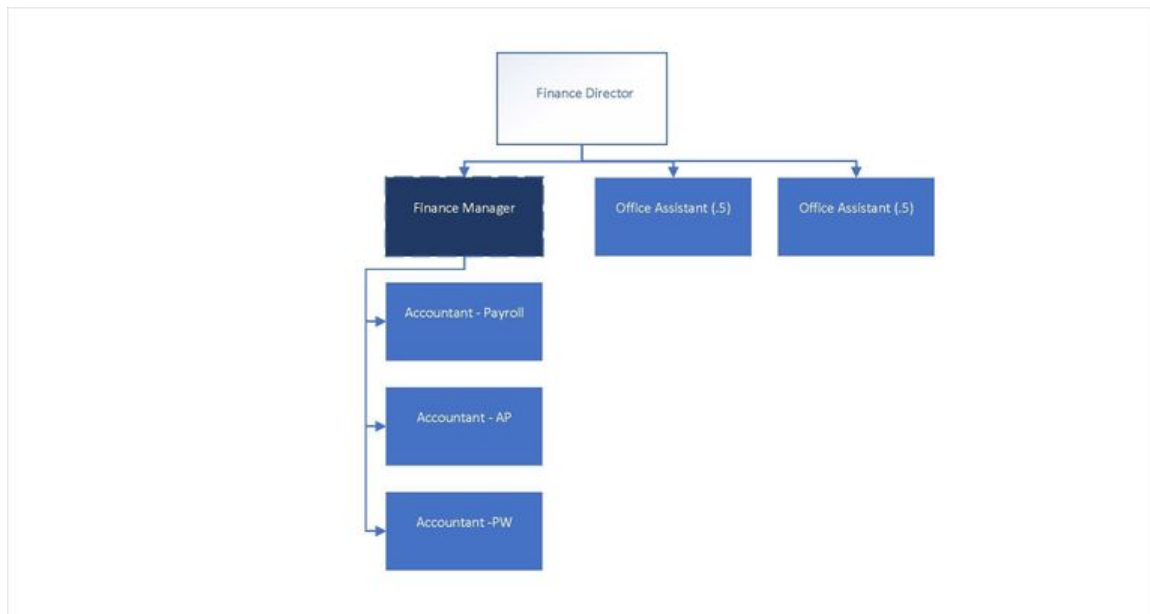 Finance Director
Finance Manager
Office Assistant (.5)
Office Assistant (.5)
Accountant - Payroll
Accountant - AP
Accountant -PW